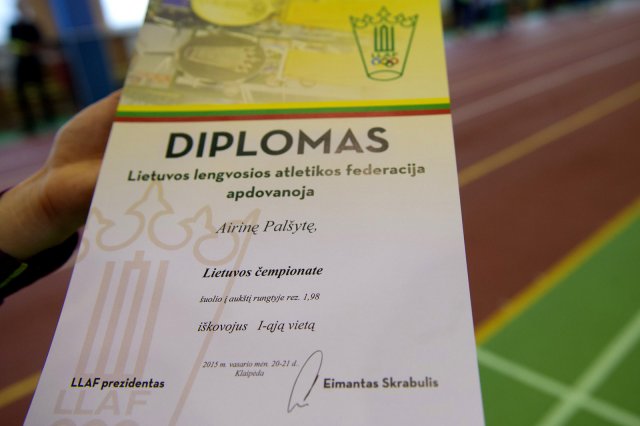 LLAF
DIPLOMAS
Lietuvos lengvosios atletikos federacija
apdovanoja
Airinę Palšytę,
Lietuvos čempionate
šuolio į aukštį rungtyje rez. 1,98
iškovojus I-ąją vietą
2015 m. vasario mėn. 20-21 d.
Klaipėda
LLAF prezidentas
Eimantas Skrabulis
LLAF